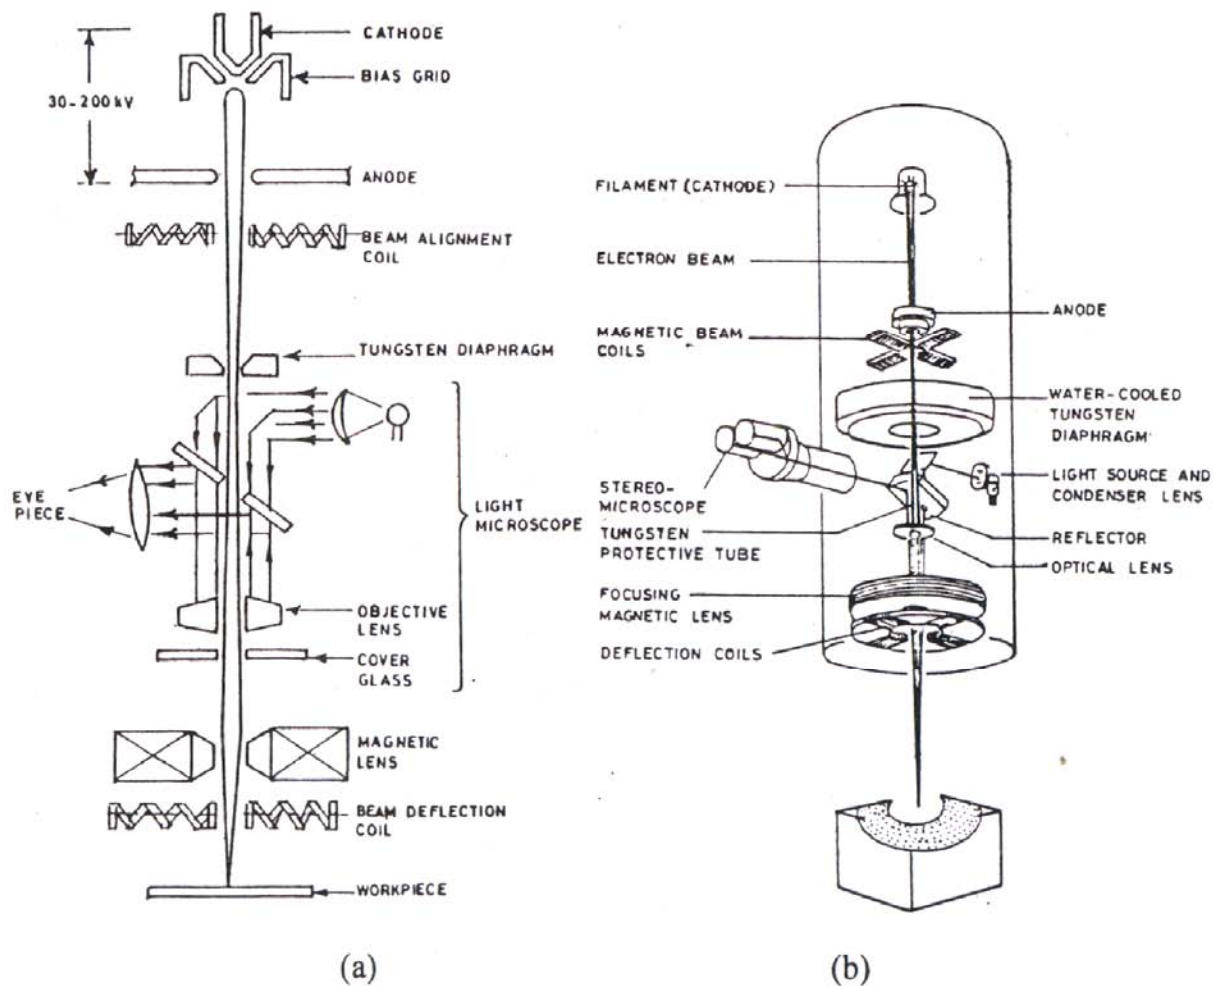 CATHODE
BIAS GRID
30-200kV
ANODE
BEAM ALIGNMENT
COIL
TUNGSTEN DIAPHRAGM
EYE
PIECE
LIGHT
MICROSCOPE
OBJECTIVE
LENS
COVER
GLASS
MAGNETIC
LENS
BEAM DEFLECTION
COIL
WORKPIECE
(a)
FILAMENT (CATHODE)
ELECTRON BEAM
ANODE
MAGNETIC BEAM
COILS
WATER-COOLED
TUNGSTEN
DIAPHRAGM
STEREO-
MICROSCOPE
LIGHT SOURCE AND
CONDENSER LENS
TUNGSTEN
PROTECTIVE TUBE
REFLECTOR
OPTICAL LENS
FOCUSING
MAGNETIC LENS
DEFLECTION COILS
(b)